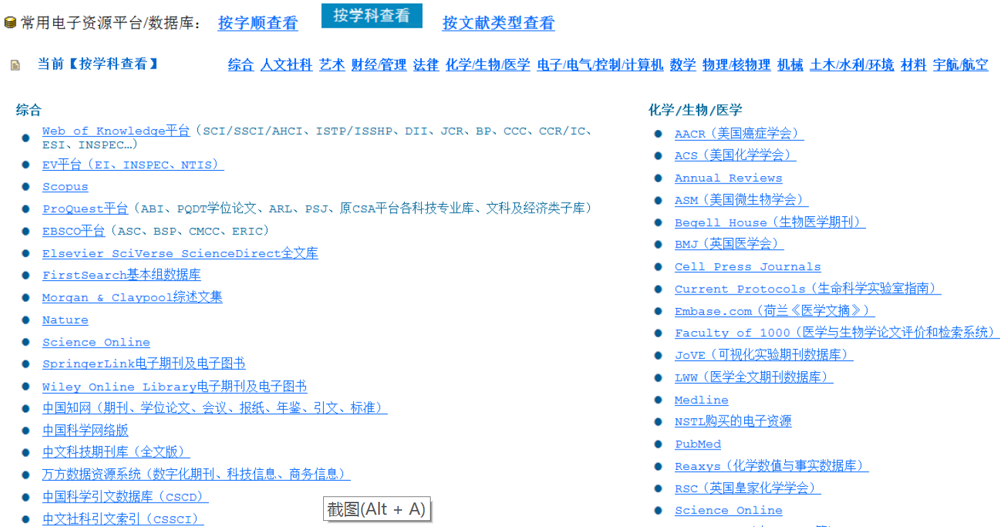 常用电子资源平台/数据库： 按字顺查看 按学科查看 按文献类型查看
当前【按学科查看】 综合 人文社科 艺术 财经/管理 法律 化学/生物/医学 电子/电气/控制/计算机 数学 物理/核物理 机械 土木/水利/环境 材料 宇航/航空
综合
Web of Knowledge平台（SCI/SSCI/AHCI、ISTP/ISSHP、DII、JCR、BP、CCC、CCR/IC、
ESI、INSPEC…）
EV平台（EI、INSPEC、NTIS）
Scopus
ProQuest平台（ABI、PQDT学位论文、ARL、PSJ、原CSA平台各科技专业库、文科及经济类子库）
EBSCO平台（ASC、BSP、CMCC、ERIC）
Elsevier SciVerse ScienceDirect全文库
FirstSearch基本组数据库
Morgan & Claypool综述文集
Nature
Science Online
SpringerLink电子期刊及电子图书
Wiley Online Library电子期刊及电子图书
中国知网（期刊、学位论文、会议、报纸、年鉴、引文、标准）
中国科学网络版
中文科技期刊库（全文版）
万方数据资源系统（数字化期刊、科技信息、商务信息）
中国科学引文数据库（CSCD）
中文社科引文索引（CSSCI）
截图(Alt + A)
化学/生物/医学
AACR（美国癌症学会）
ACS（美国化学学会）
Annual Reviews
ASM（美国微生物学会）
Begell House（生物医学期刊）
BMJ（英国医学会）
Cell Press Journals
Current Protocols（生命科学实验室指南）
Embase.com（荷兰《医学文摘》）
Faculty of 1000（医学与生物学论文评价和检索系统）
JoVE（可视化实验期刊数据库）
LWW（医学全文期刊数据库）
Medline
NSTL购买的电子资源
PubMed
Reaxys（化学数值与事实数据库）
RSC（英国皇家化学学会）
Science Online